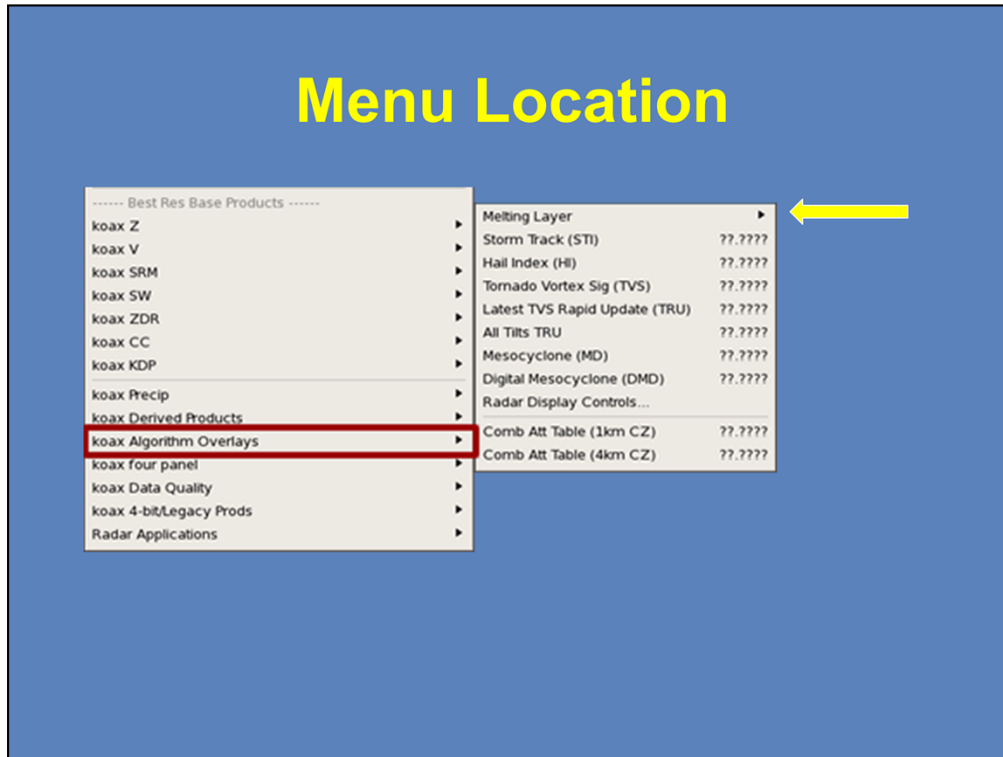 Menu Location
------ Best Res Base Products ------
koax Z
koax V
koax SRM
koax SW
koax ZDR
koax CC
koax KDP
koax Precip
koax Derived Products
koax Algorithm Overlays
koax four panel
koax Data Quality
koax 4-bit/Legacy Prods
Radar Applications
Melting Layer
Storm Track (STI) ??.????
Hail Index (HI) ??.????
Tornado Vortex Sig (TVS) ??.????
Latest TVS Rapid Update (TRU) ??.????
All Tilts TRU ??.????
Mesocyclone (MD) ??.????
Digital Mesocyclone (DMD) ??.????
Radar Display Controls...
Comb Att Table (1km CZ) ??.????
Comb Att Table (4km CZ) ??.????